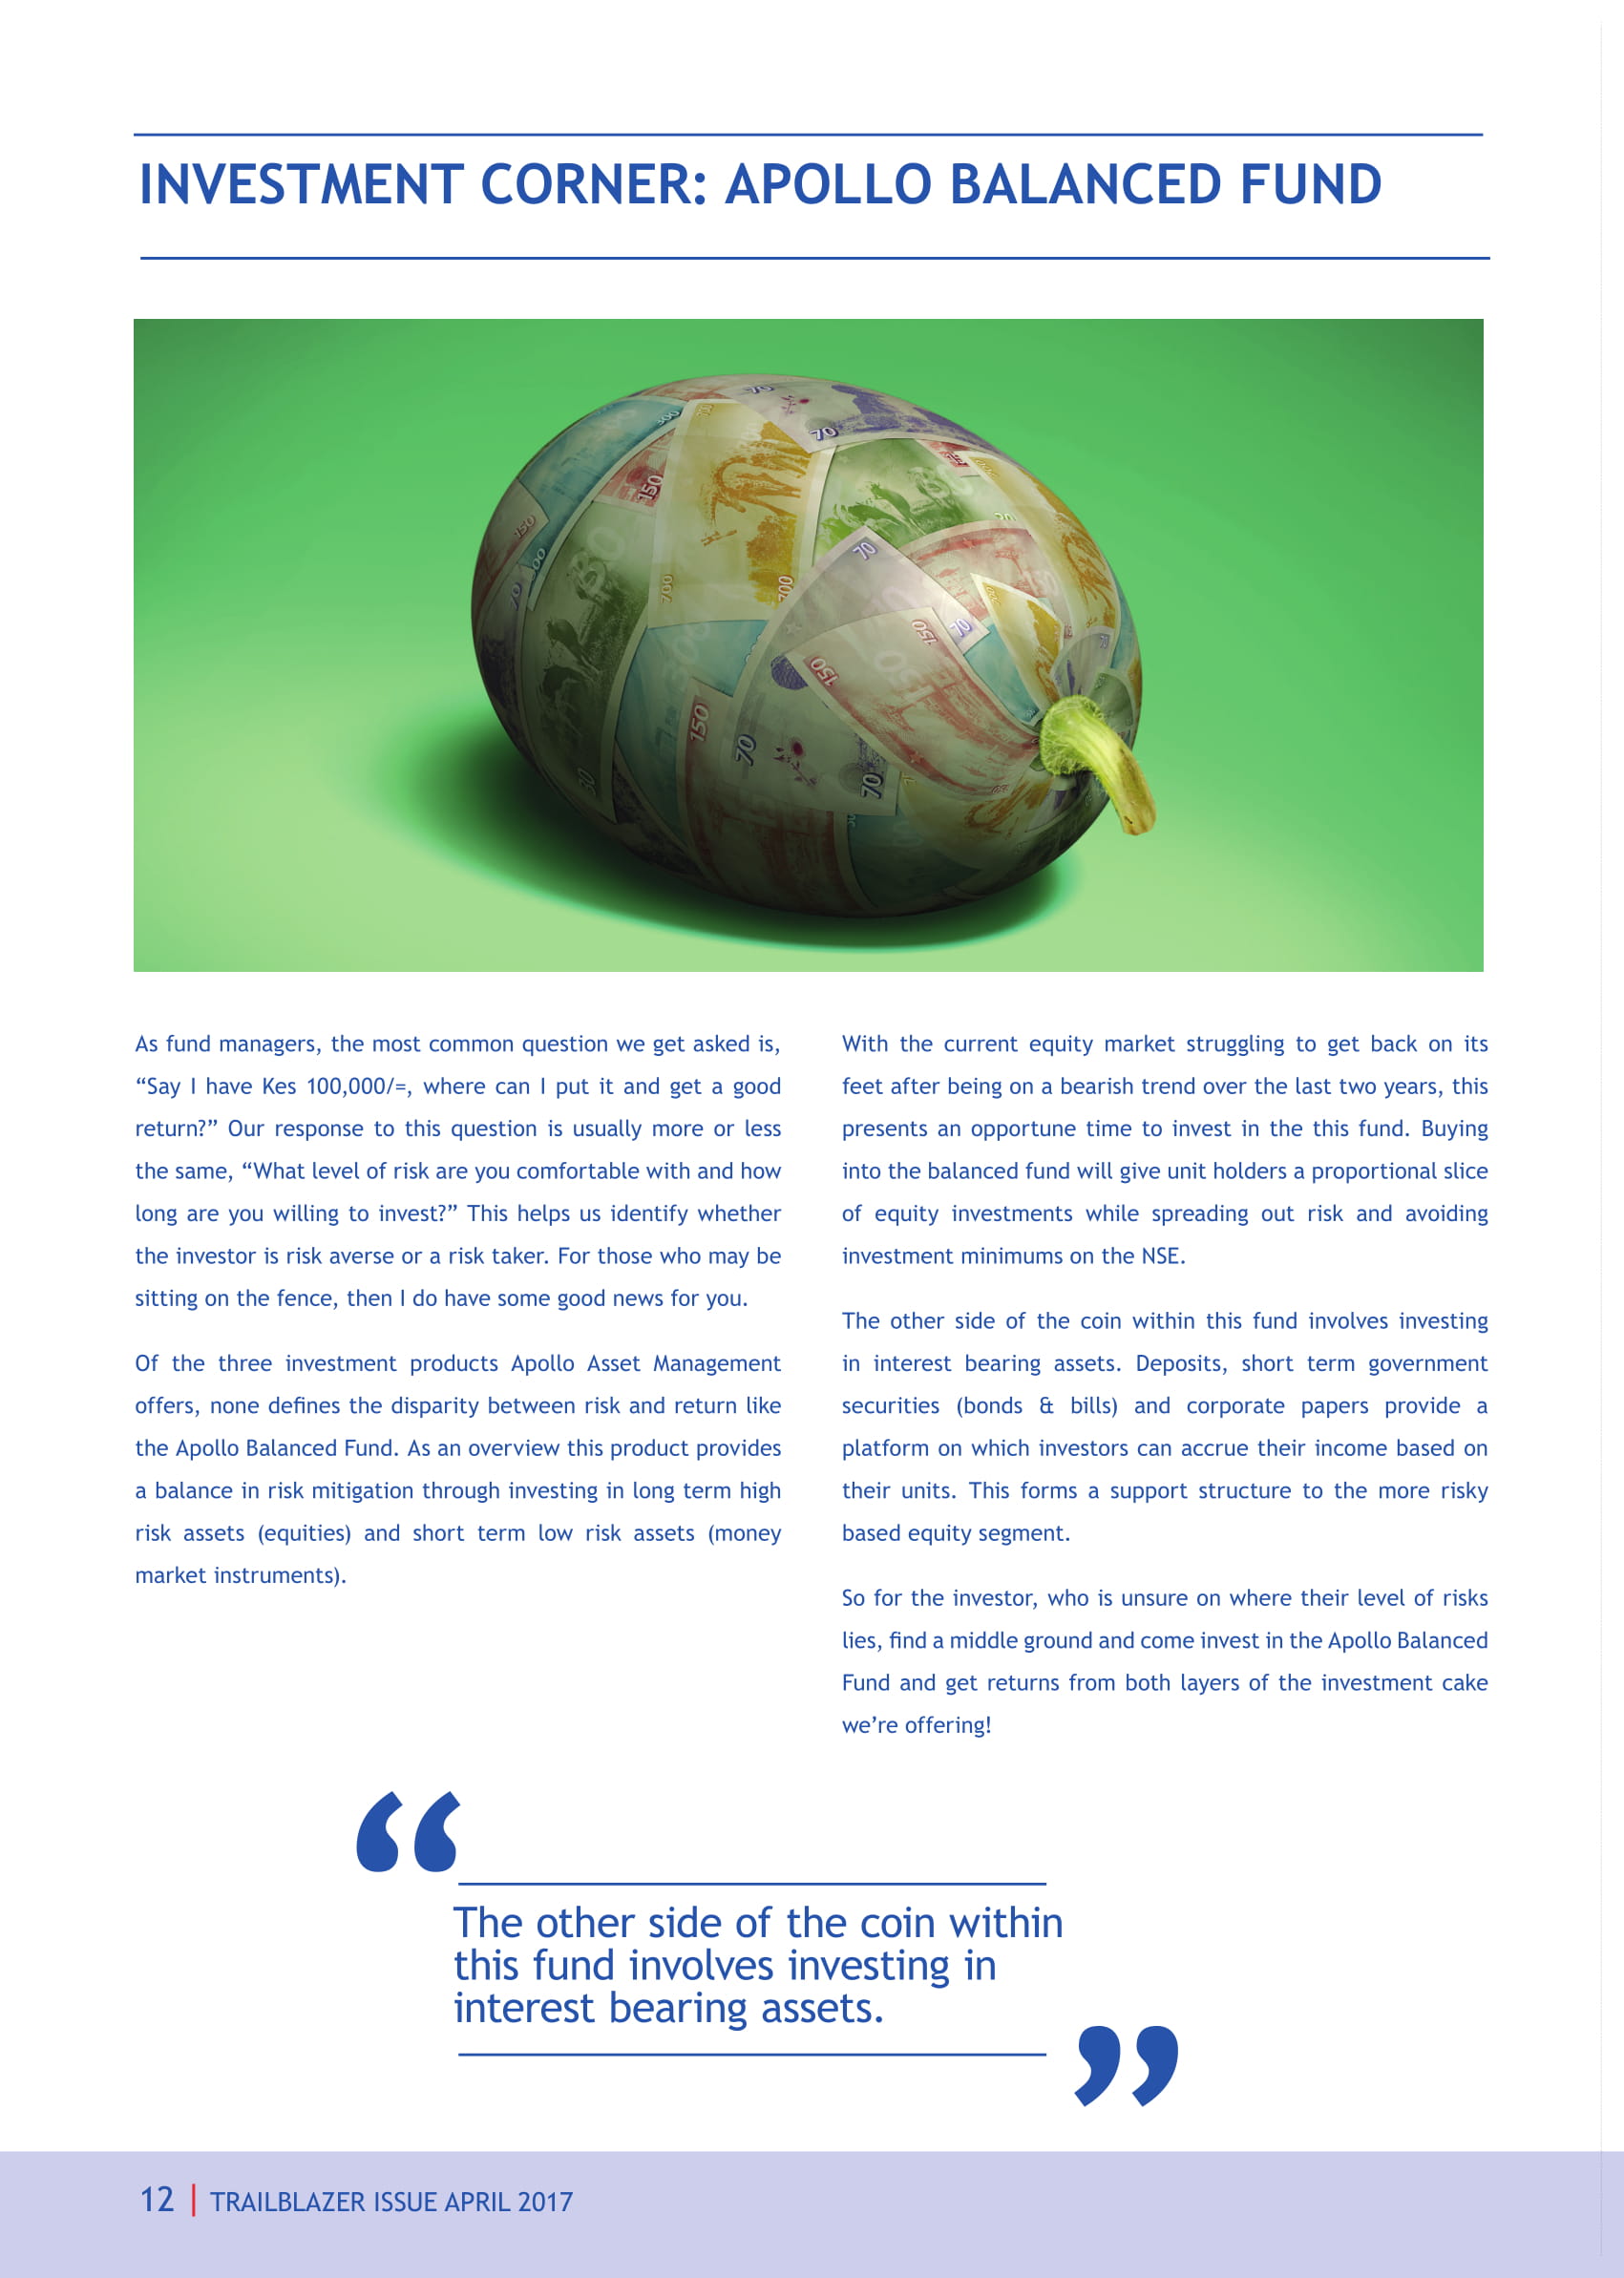 INVESTMENT CORNER: APOLLO BALANCED FUND
As fund managers, the most common question we get asked is,
“Say I have Kes 100,000/=, where can I put it and get a good
return?” Our response to this question is usually more or less
the same, “What level of risk are you comfortable with and how
long are you willing to invest?” This helps us identify whether
the investor is risk averse or a risk taker. For those who may be
sitting on the fence, then I do have some good news for you.
Of the three investment products Apollo Asset Management
offers, none defines the disparity between risk and return like
the Apollo Balanced Fund. As an overview this product provides
a balance in risk mitigation through investing in long term high
risk assets (equities) and short term low risk assets (money
market instruments).
With the current equity market struggling to get back on its
feet after being on a bearish trend over the last two years, this
presents an opportune time to invest in the this fund. Buying
into the balanced fund will give unit holders a proportional slice
of equity investments while spreading out risk and avoiding
investment minimums on the NSE.
The other side of the coin within this fund involves investing
in interest bearing assets. Deposits, short term government
securities (bonds & bills) and corporate papers provide a
platform on which investors can accrue their income based on
their units. This forms a support structure to the more risky
based equity segment.
So for the investor, who is unsure on where their level of risks
lies, find a middle ground and come invest in the Apollo Balanced
Fund and get returns from both layers of the investment cake
we’re offering!
“
The other side of the coin within
this fund involves investing in
interest bearing assets.
”
12 | TRAILBLAZER ISSUE APRIL 2017